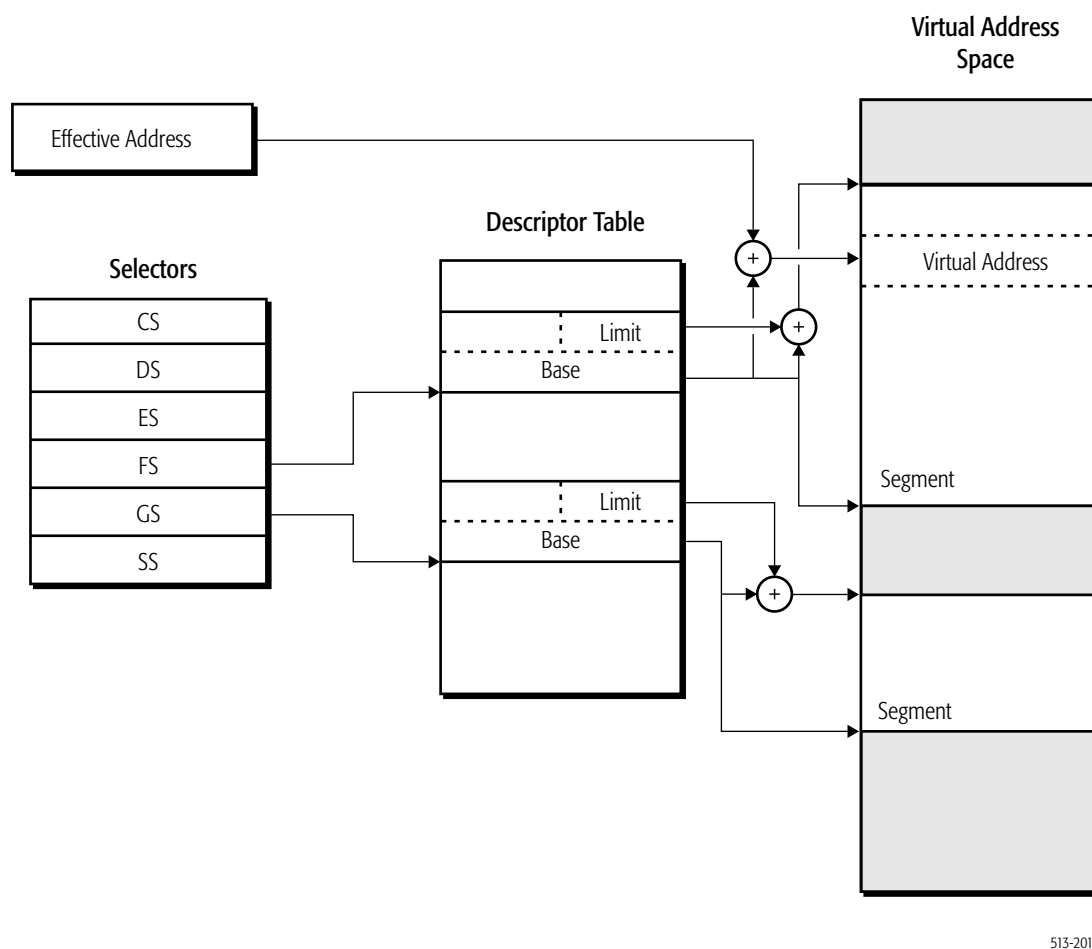 Virtual Address
Space
Effective Address
Descriptor Table
Selectors
CS
DS
ES
FS
GS
SS
Limit
Base
Limit
Base
+
+
+
Virtual Address
Segment
Segment
513-201